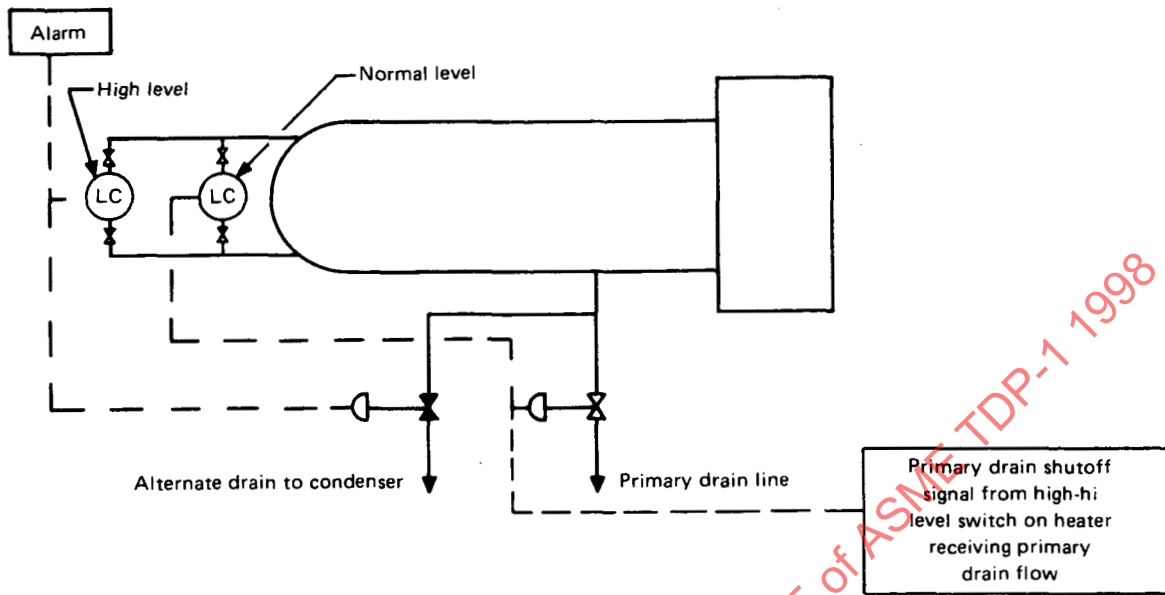 Alarm
High level
Normal level
LC
LC
Alternate drain to condenser
Primary drain line
Primary drain shutoff
signal from high-hi
level switch on heater
receiving primary
drain flow
of ASME TDP-1 1998